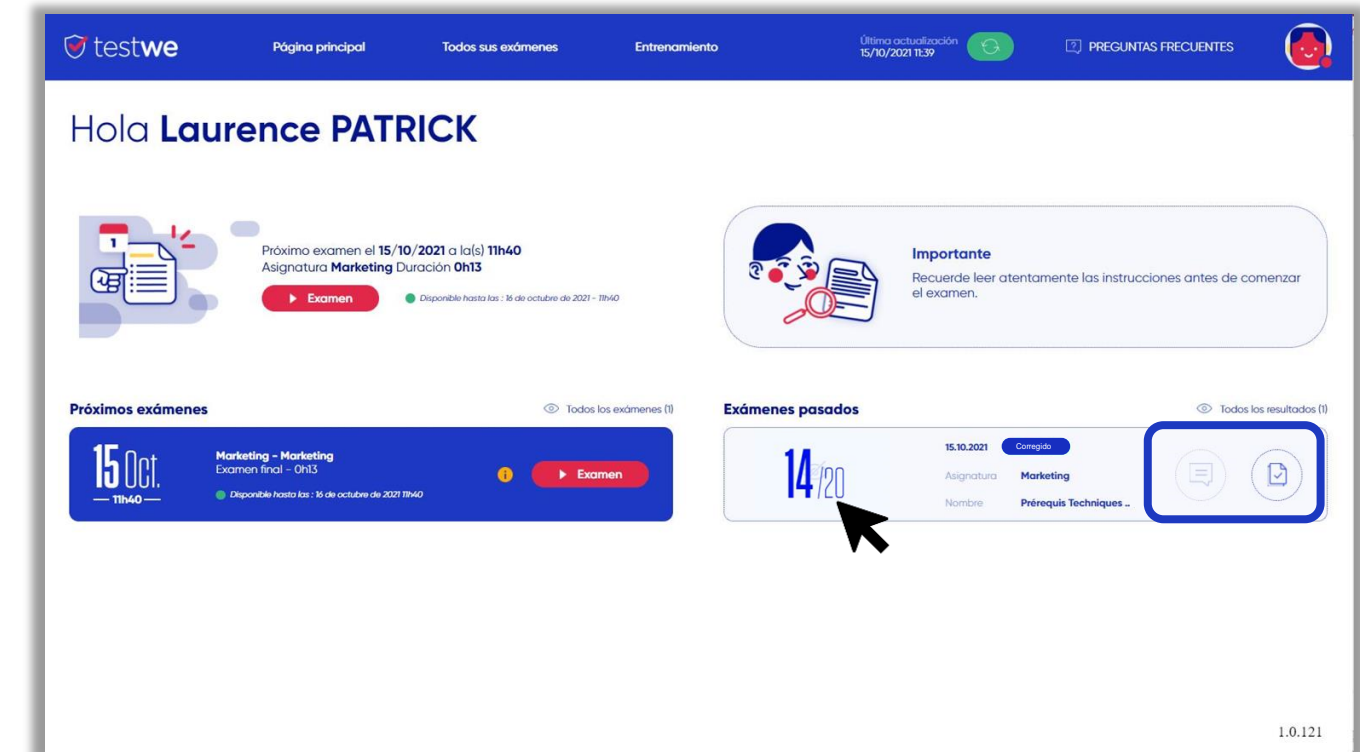 testwe
Página principal
Todos sus exámenes
Entrenamiento
Última actualización
15/10/2021 11:39
PREGUNTAS FRECUENTES
Hola Laurence PATRICK
1
Próximo examen el 15/10/2021 a la(s) 11h40
Asignatura Marketing Duración 0h13
Examen
Disponible hasta las : 16 de octubre de 2021 - 11h40
Importante
Recuerde leer atentamente las instrucciones antes de comenzar
el examen.
Próximos exámenes
Todos los exámenes (1)
15 Oct.
11h40
Marketing - Marketing
Examen final - 0h13
Disponible hasta las : 16 de octubre de 2021 11h40
Examen
Exámenes pasados
Todos los resultados (1)
14/20
15.10.2021
Corregido
Asignatura
Marketing
Nombre
Prérequis Techniques ..
1.0.121